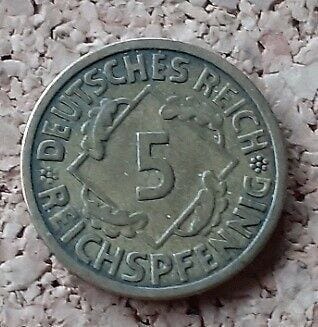 DEUTSCHES REICH
5
REICHSPFENNIG